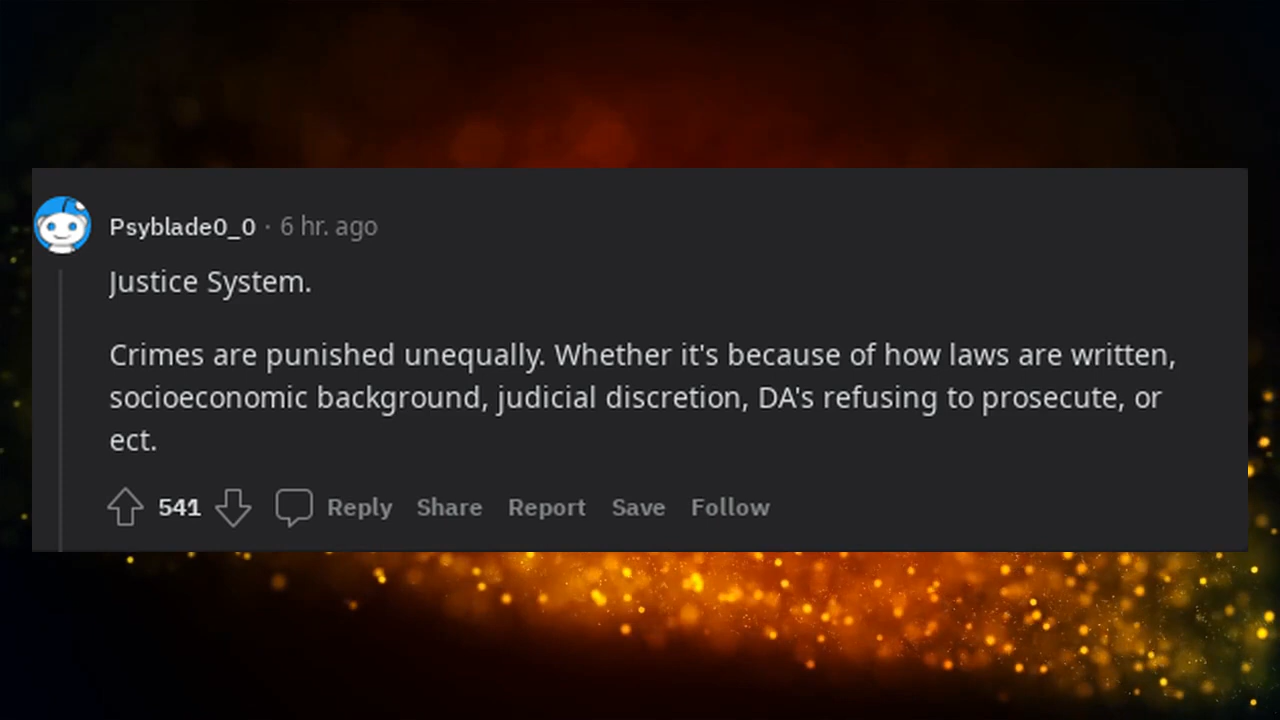 Psyblade0_0 · 6 hr. ago
Justice System.
Crimes are punished unequally. Whether it's because of how laws are written,
socioeconomic background, judicial discretion, DA's refusing to prosecute, or
ect.
541 Reply Share Report Save Follow